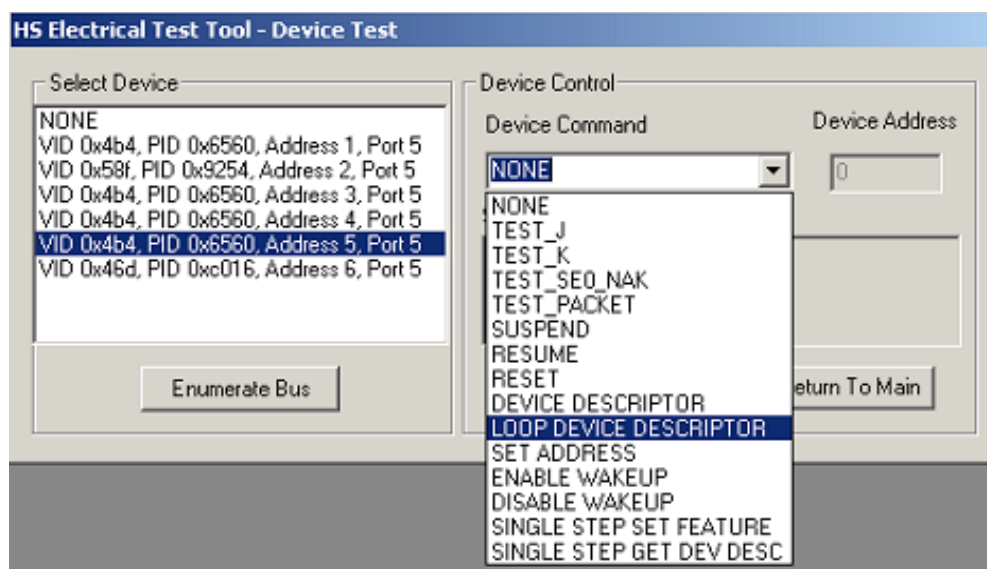 HS Electrical Test Tool - Device Test
Select Device
NONE
VID 0x4b4, PID 0x6560, Address 1, Port 5
VID 0x58f, PID 0x9254, Address 2, Port 5
VID 0x4b4, PID 0x6560, Address 3, Port 5
VID 0x4b4, PID 0x6560, Address 4, Port 5
VID 0x4b4, PID 0x6560, Address 5, Port 5
VID 0x46d, PID 0xc016, Address 6, Port 5
Enumerate Bus
Device Control
Device Command
Device Address
NONE
0
NONE
TEST_J
TEST_K
TEST_SE0_NAK
TEST_PACKET
SUSPEND
RESUME
RESET
DEVICE DESCRIPTOR
LOOP DEVICE DESCRIPTOR
SET ADDRESS
ENABLE WAKEUP
DISABLE WAKEUP
SINGLE STEP SET FEATURE
SINGLE STEP GET DEV DESC
eturn To Main